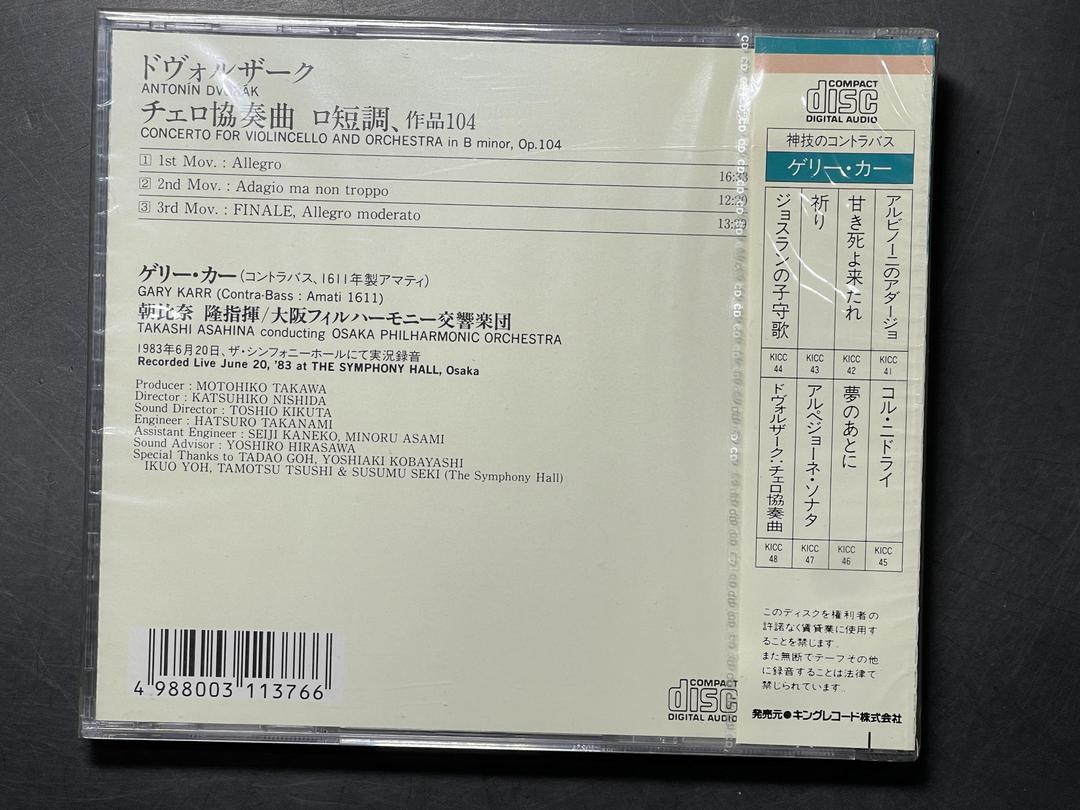 ドヴォルザーク
ANTONÍN DVOŘÁK
チェロ協奏曲 ロ短調、作品104
CONCERTO FOR VIOLINCELLO AND ORCHESTRA in B minor, Op.104
1 1st Mov. : Allegro 16:33
2 2nd Mov. : Adagio ma non troppo 12:20
3 3rd Mov. : FINALE, Allegro moderato
ゲリー・カー(コントラバス、1611年製アマティ)
GARY KARR (Contra-Bass : Amati 1611)
朝比奈 隆指揮/大阪フィルハーモニー交響楽団
TAKASHI ASAHINA conducting OSAKA PHILHARMONIC ORCHESTRA
1983年6月20日、ザ・シンフォニーホールにて実況録音
Recorded Live June 20, '83 at THE SYMPHONY HALL, Osaka
Producer : MOTOHIKO TAKAWA
Director : KATSUHIKO NISHIDA
Sound Director : TOSHIO KIKUTA
Engineer : HATSURO TAKANAMI
Assistant Engineer : SEIJI KANEKO, MINORU ASAMI
Sound Advisor : YOSHIRO HIRASAWA
Special Thanks to TADAO GOH, YOSHIAKI KOBAYASHI
IKUO YOH, TAMOTSU TSUSHI & SUSUMU SEKI (The Symphony Hall)
4 988003 113766
COMPACT
disc
DIGITAL AUDIO
COMPACT
disc
DIGITAL AUDIO
神技のコントラバス
ゲリー・カー
アルビノーニのアダージョ
KICC
41
甘き死よ来たれ
KICC
42
祈り
KICC
43
ジョスランの子守歌
KICC
44
コル・ニドライ
KICC
45
夢のあとに
KICC
46
アルペジョーネ・ソナタ
KICC
47
ドヴォルザーク:チェロ協奏曲
KICC
48
このディスクを権利者の
許諾なく賃貸業に使用す
ることを禁じます。
また無断でテープその他
に録音することは法律で
禁じられています。
発売元●キングレコード株式会社